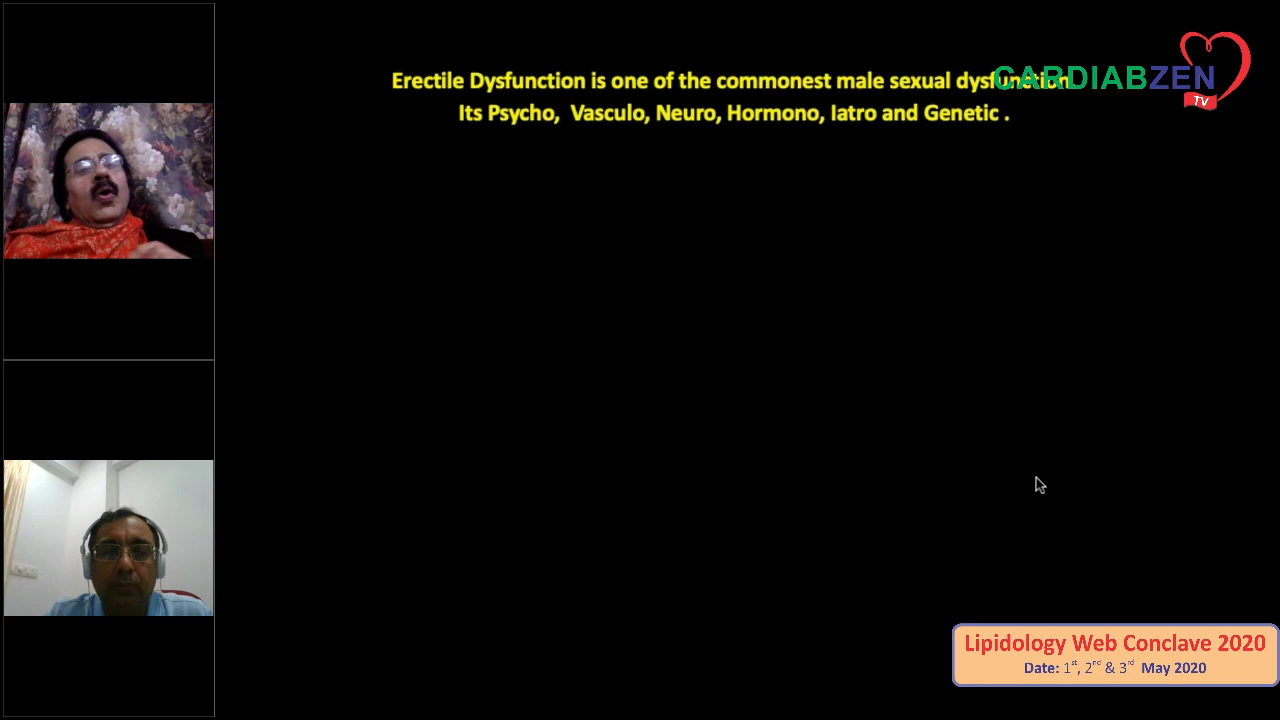 Erectile Dysfunction is one of the commonest male sexual dysfunction
Its Psycho, Vasculo, Neuro, Hormono, Iatro and Genetic .
CARDIABZEN
TV
Lipidology Web Conclave 2020
Date: 1st, 2nd & 3rd May 2020